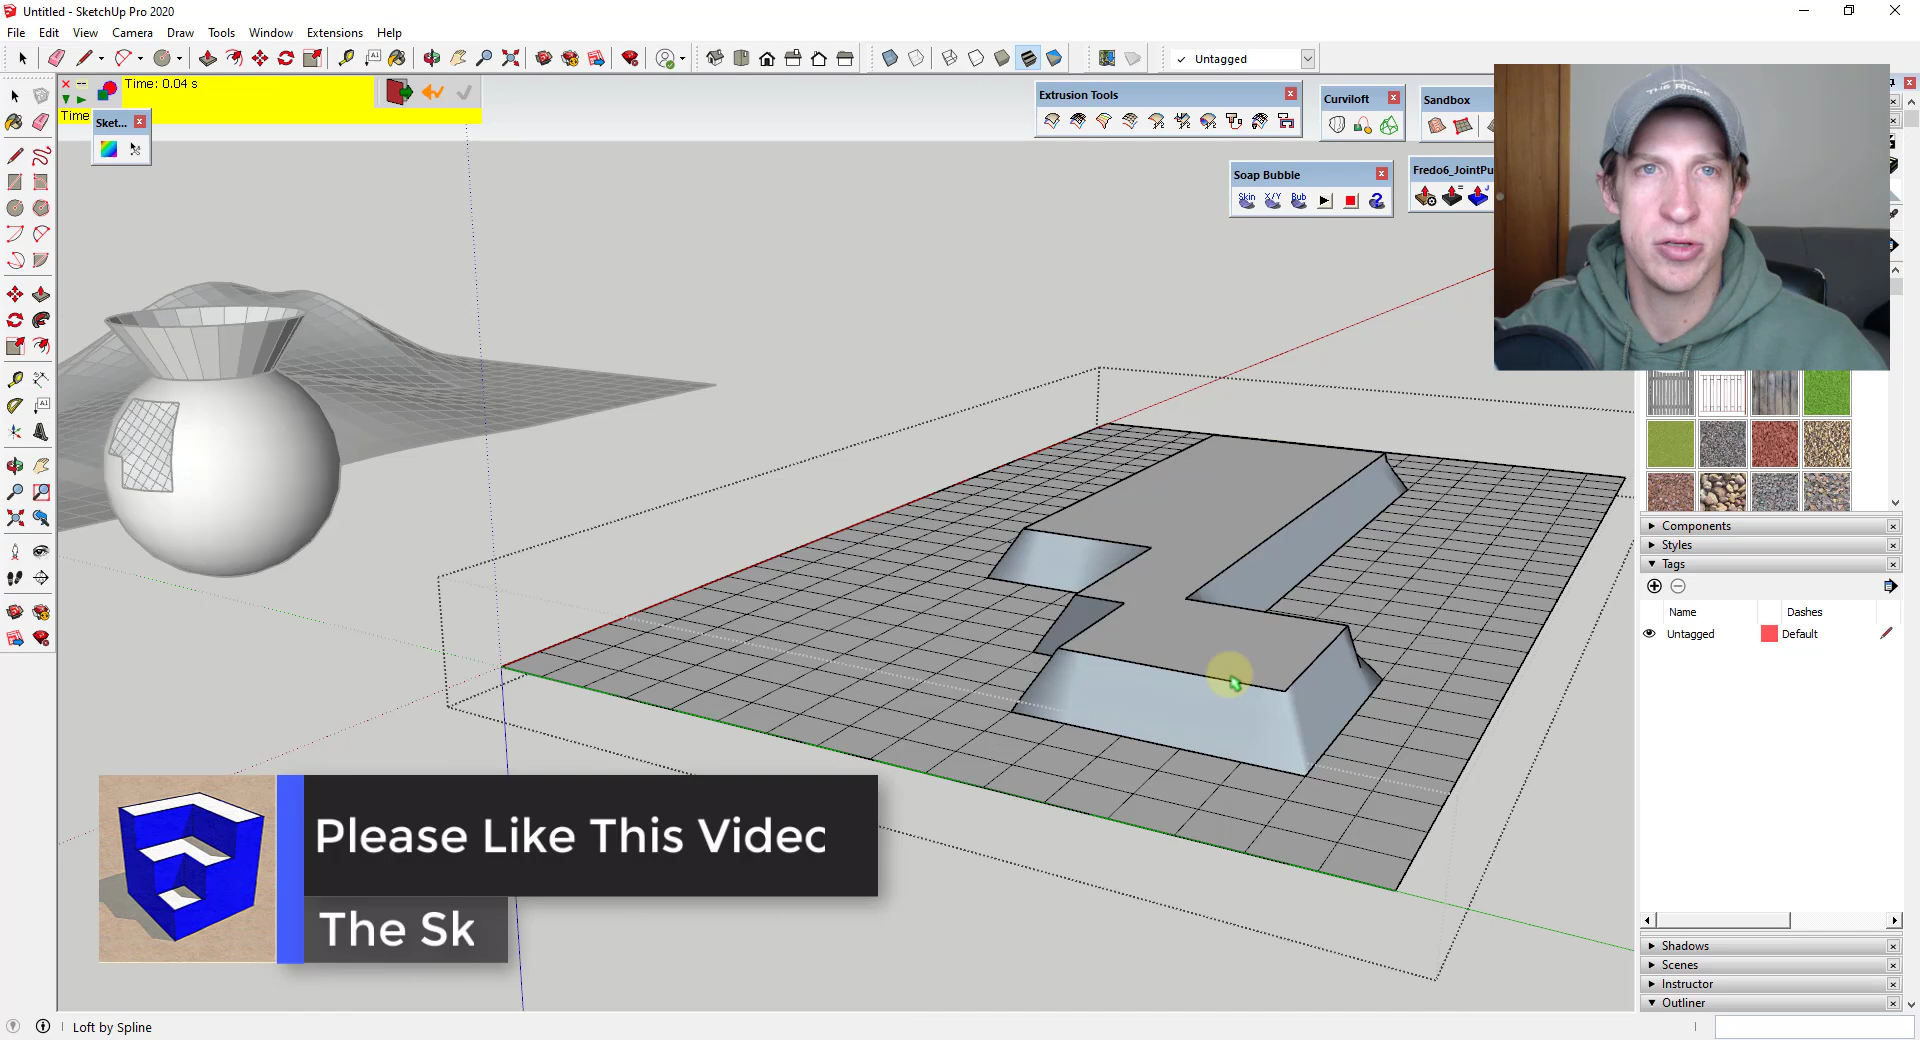 Untitled - SketchUp Pro 2020
File Edit View Camera Draw Tools Window Extensions Help
Untagged
Time: 0.04 s
Time
Sket...
Extrusion Tools
Curviloft
Sandbox
Soap Bubble
Fredo6_JointPu
Skin X/Y Bub
Components
Styles
Tags
Name Dashes
Untagged Default
Please Like This Video
The Sk
Shadows
Scenes
Instructor
Outliner
Loft by Spline